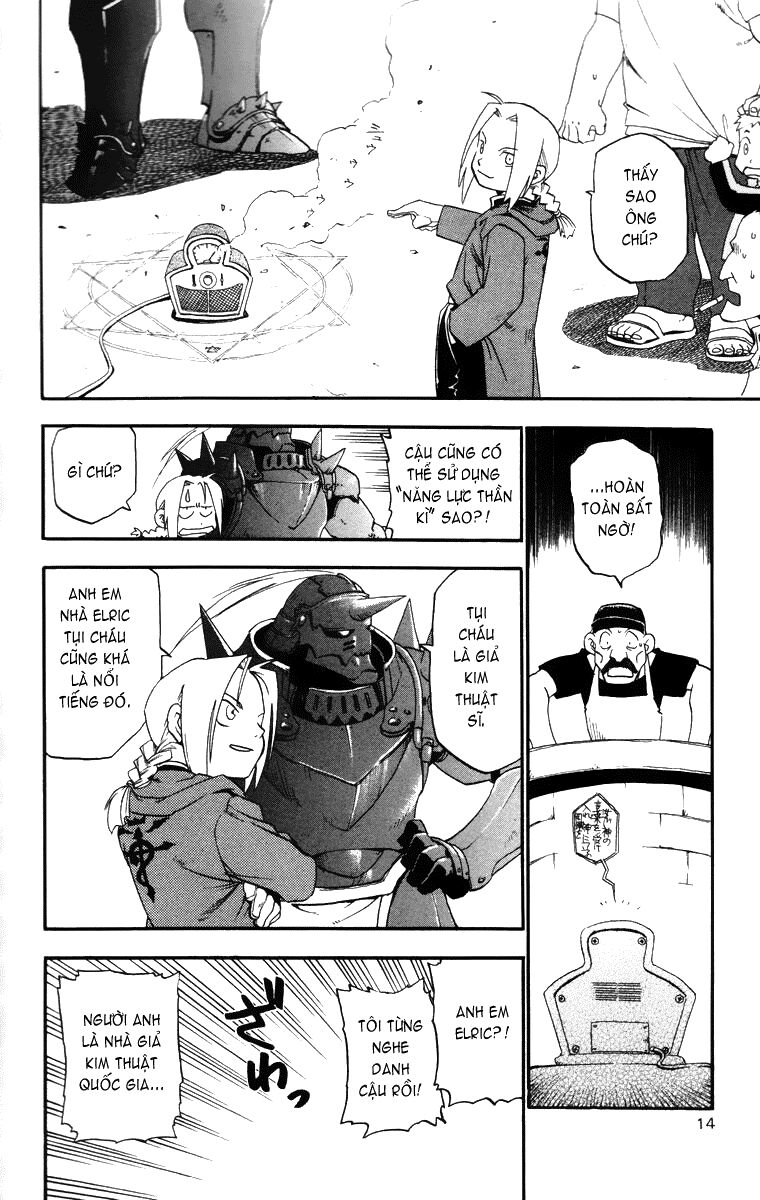 THẤY
SAO
ÔNG
CHÚ?
...HOÀN
TOÀN BẤT
NGỜ!
CẬU CŨNG CÓ
THỂ SỬ DỤNG
"NĂNG LỰC THẦN
KÌ" SAO?!
GÌ CHỨ?
TỤI
CHÁU
LÀ GIẢ
KIM
THUẬT
SĨ.
ANH EM
NHÀ ELRIC
TỤI CHÁU
CŨNG KHÁ
LÀ NỔI
TIẾNG ĐÓ.
ANH EM
ELRIC?!
TÔI TỪNG
NGHE
DANH
CẬU RỒI!
ざわっ
NGƯỜI ANH
LÀ NHÀ GIẢ
KIM THUẬT
QUỐC GIA...
14